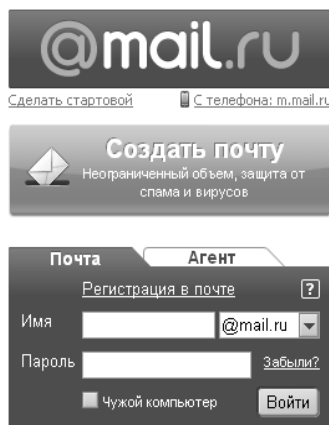 @mail.ru
Сделать стартовой С телефона: m.mail.ru
Создать почту
Неограниченный объем, защита от
спама и вирусов
Почта Агент
Регистрация в почте ?
Имя @mail.ru
Пароль Забыли?
Чужой компьютер Войти